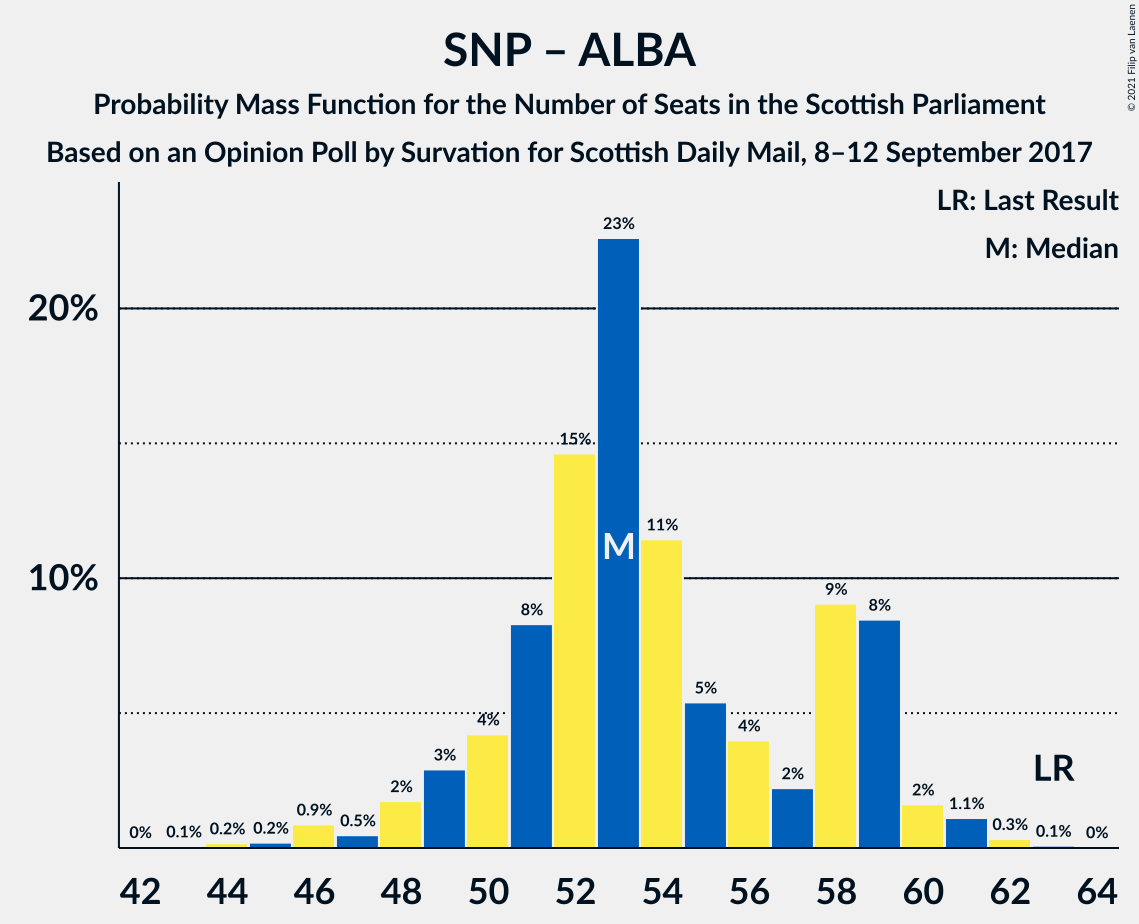 SNP – ALBA
Probability Mass Function for the Number of Seats in the Scottish Parliament
Based on an Opinion Poll by Survation for Scottish Daily Mail, 8–12 September 2017
© 2021 Filip van Laenen
LR: Last Result
M: Median
20%
10%
0% 0.1% 0.2% 0.2% 0.9% 0.5% 2% 3% 4% 8% 15% 23% 11% 5% 4% 2% 9% 8% 2% 1.1% 0.3% 0.1% 0%
M
LR
42 44 46 48 50 52 54 56 58 60 62 64